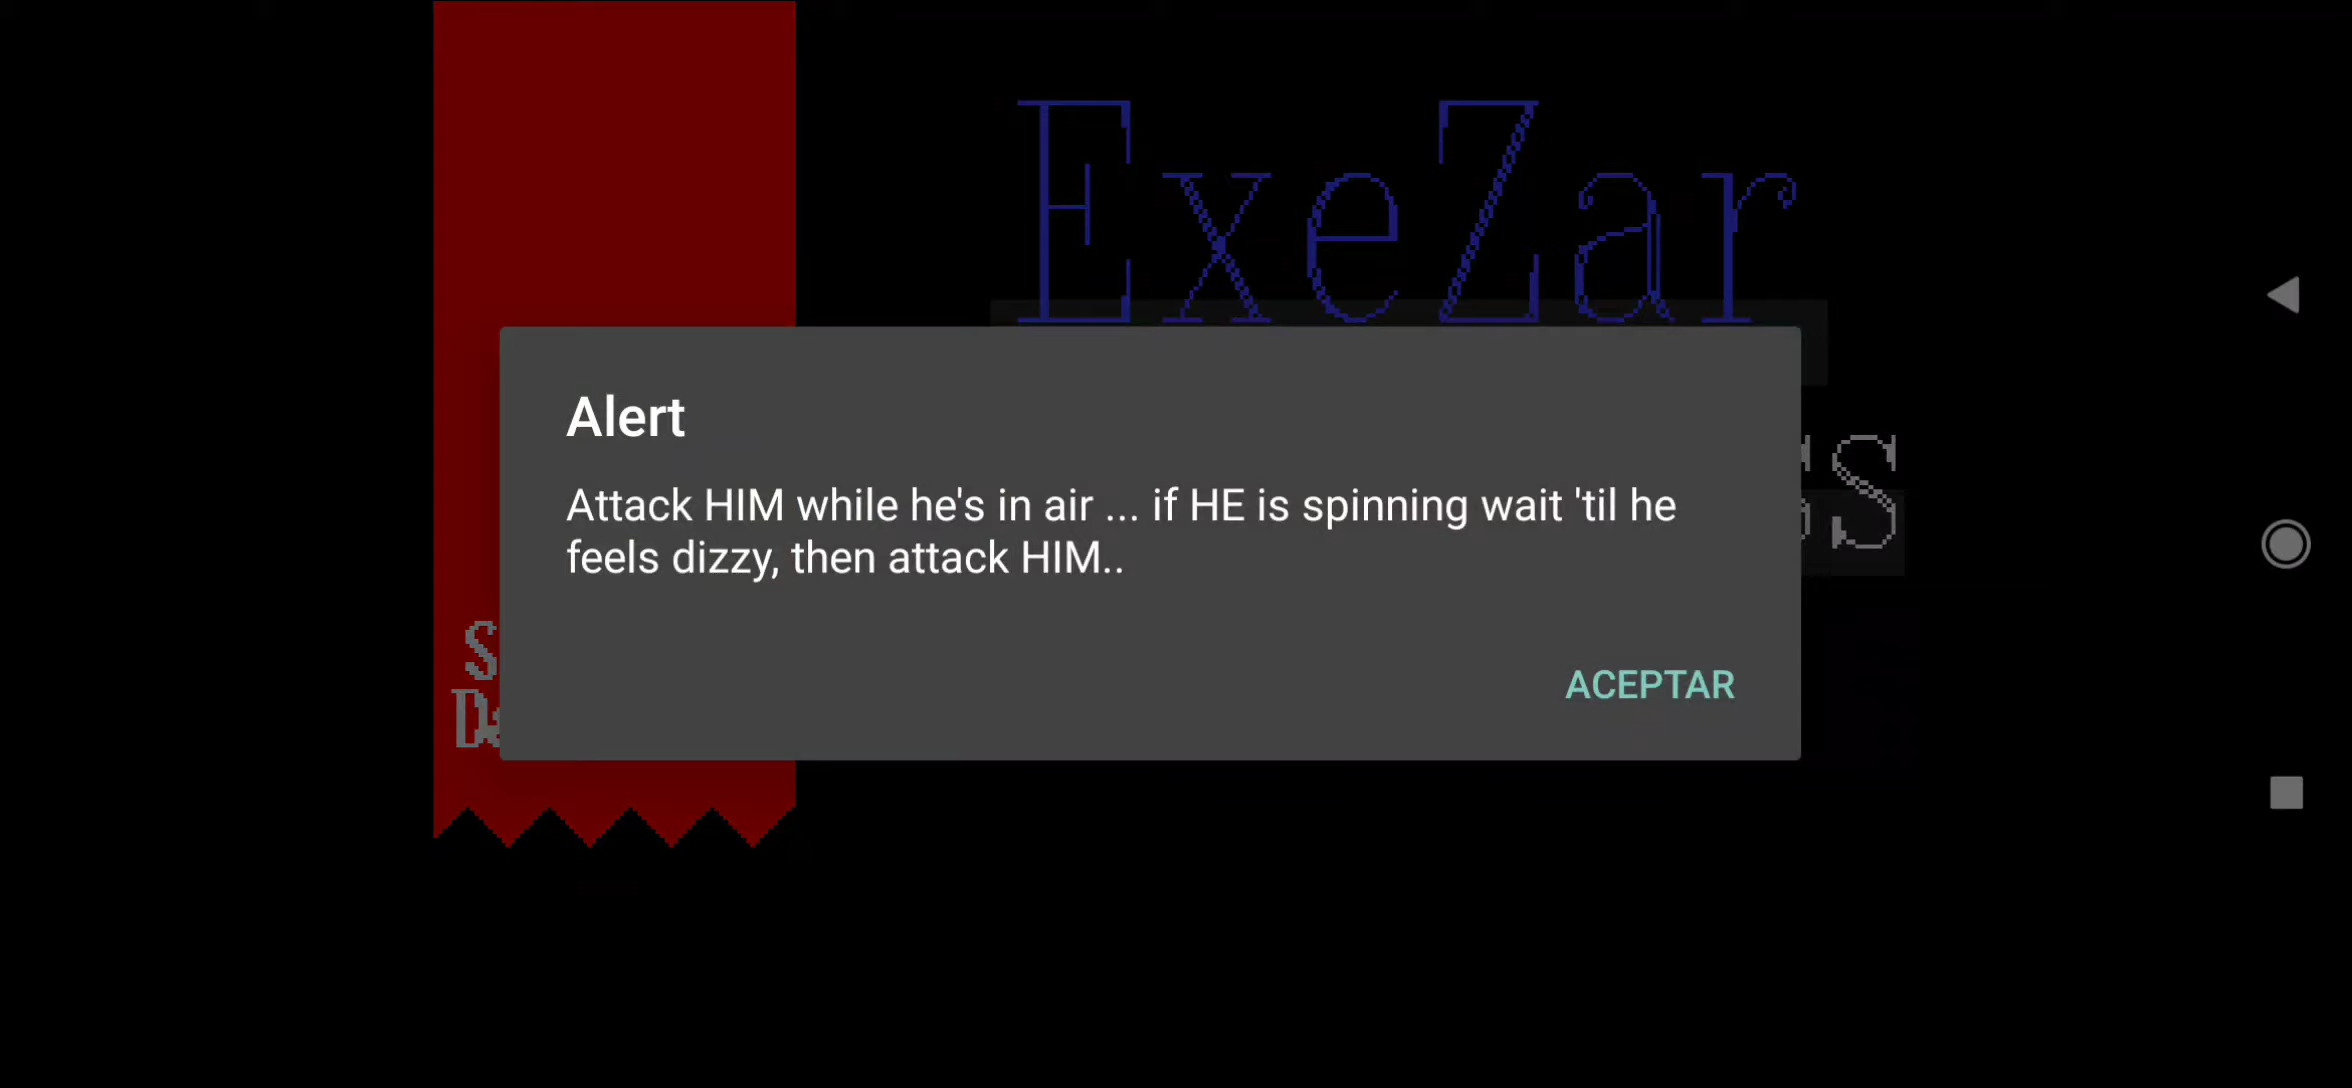 ExeZar
Alert
Attack HIM while he's in air ... if HE is spinning wait 'til he
feels dizzy, then attack HIM..
ACEPTAR